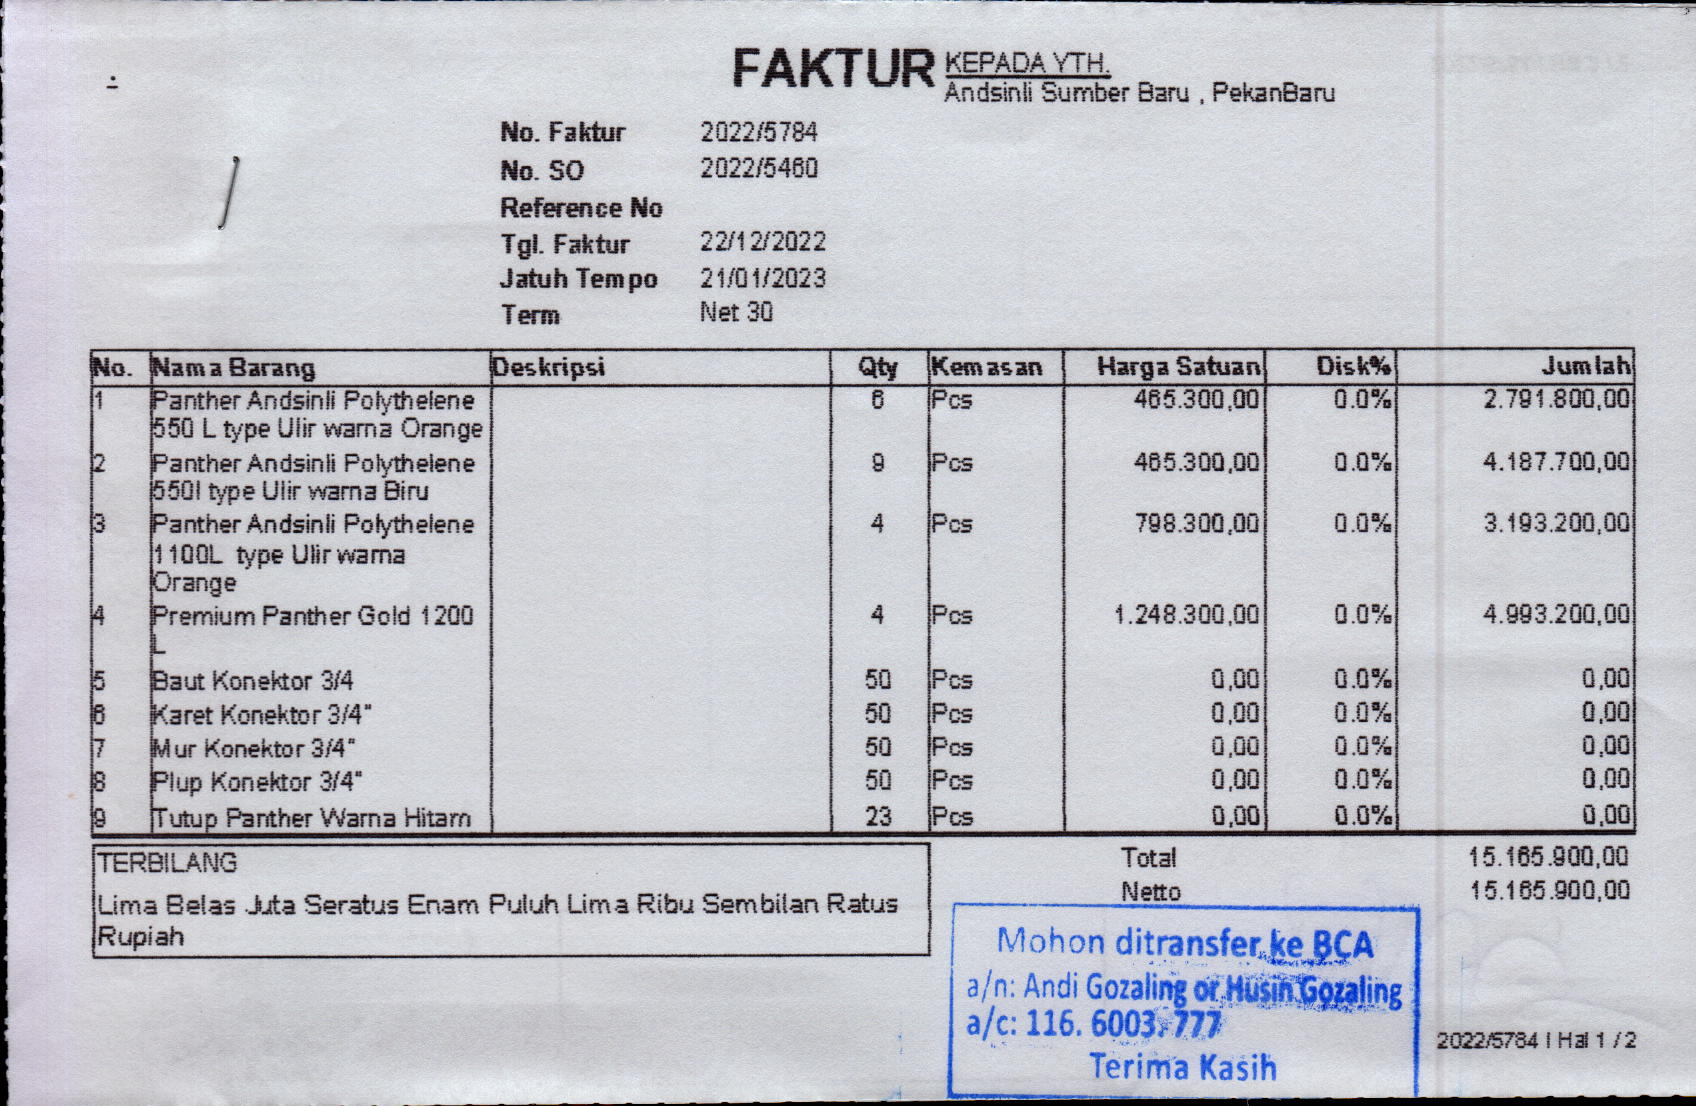 FAKTUR
KEPADA YTH.
Andsinli Sumber Baru , PekanBaru
No. Faktur 2022/5784
No. SO 2022/5460
Reference No
Tgl. Faktur 22/12/2022
Jatuh Tempo 21/01/2023
Term Net 30
No. Nama Barang Deskripsi Qty Kemasan Harga Satuan Disk% Jumlah
1 Panther Andsinli Polythelene 6 Pcs 465.300,00 0.0% 2.791.800,00
550 L type Ulir warna Orange
2 Panther Andsinli Polythelene 9 Pcs 465.300,00 0.0% 4.187.700,00
550l type Ulir warna Biru
3 Panther Andsinli Polythelene 4 Pcs 798.300,00 0.0% 3.193.200,00
1100L type Ulir warna
Orange
4 Premium Panther Gold 1200 4 Pcs 1.248.300,00 0.0% 4.993.200,00
L
5 Baut Konektor 3/4 50 Pcs 0,00 0.0% 0,00
6 Karet Konektor 3/4" 50 Pcs 0,00 0.0% 0,00
7 Mur Konektor 3/4" 50 Pcs 0,00 0.0% 0,00
8 Plup Konektor 3/4" 50 Pcs 0,00 0.0% 0,00
9 Tutup Panther Warna Hitam 23 Pcs 0,00 0.0% 0,00
TERBILANG
Lima Belas Juta Seratus Enam Puluh Lima Ribu Sembilan Ratus
Rupiah
Total 15.165.900,00
Netto 15.165.900,00
Mohon ditransfer ke BCA
a/n: Andi Gozaling or Husin Gozaling
a/c: 116. 6003. 777
Terima Kasih
2022/5784 | Hal 1 / 2